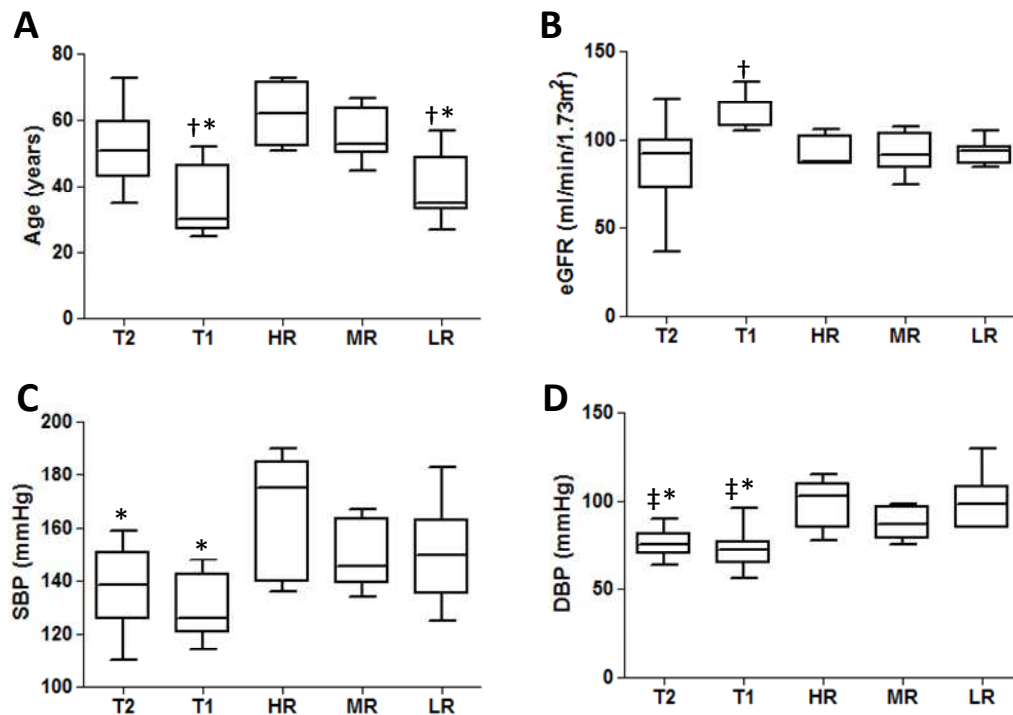 A
Age (years)
80
60
40
20
0
†*
†*
T2 T1 HR MR LR
B
eGFR (ml/min/1.73m²
150
100
50
0
†
T2 T1 HR MR LR
C
SBP (mmHg)
200
180
160
140
120
100
*
*
T2 T1 HR MR LR
D
DBP (mmHg)
150
100
50
0
‡*
‡*
T2 T1 HR MR LR